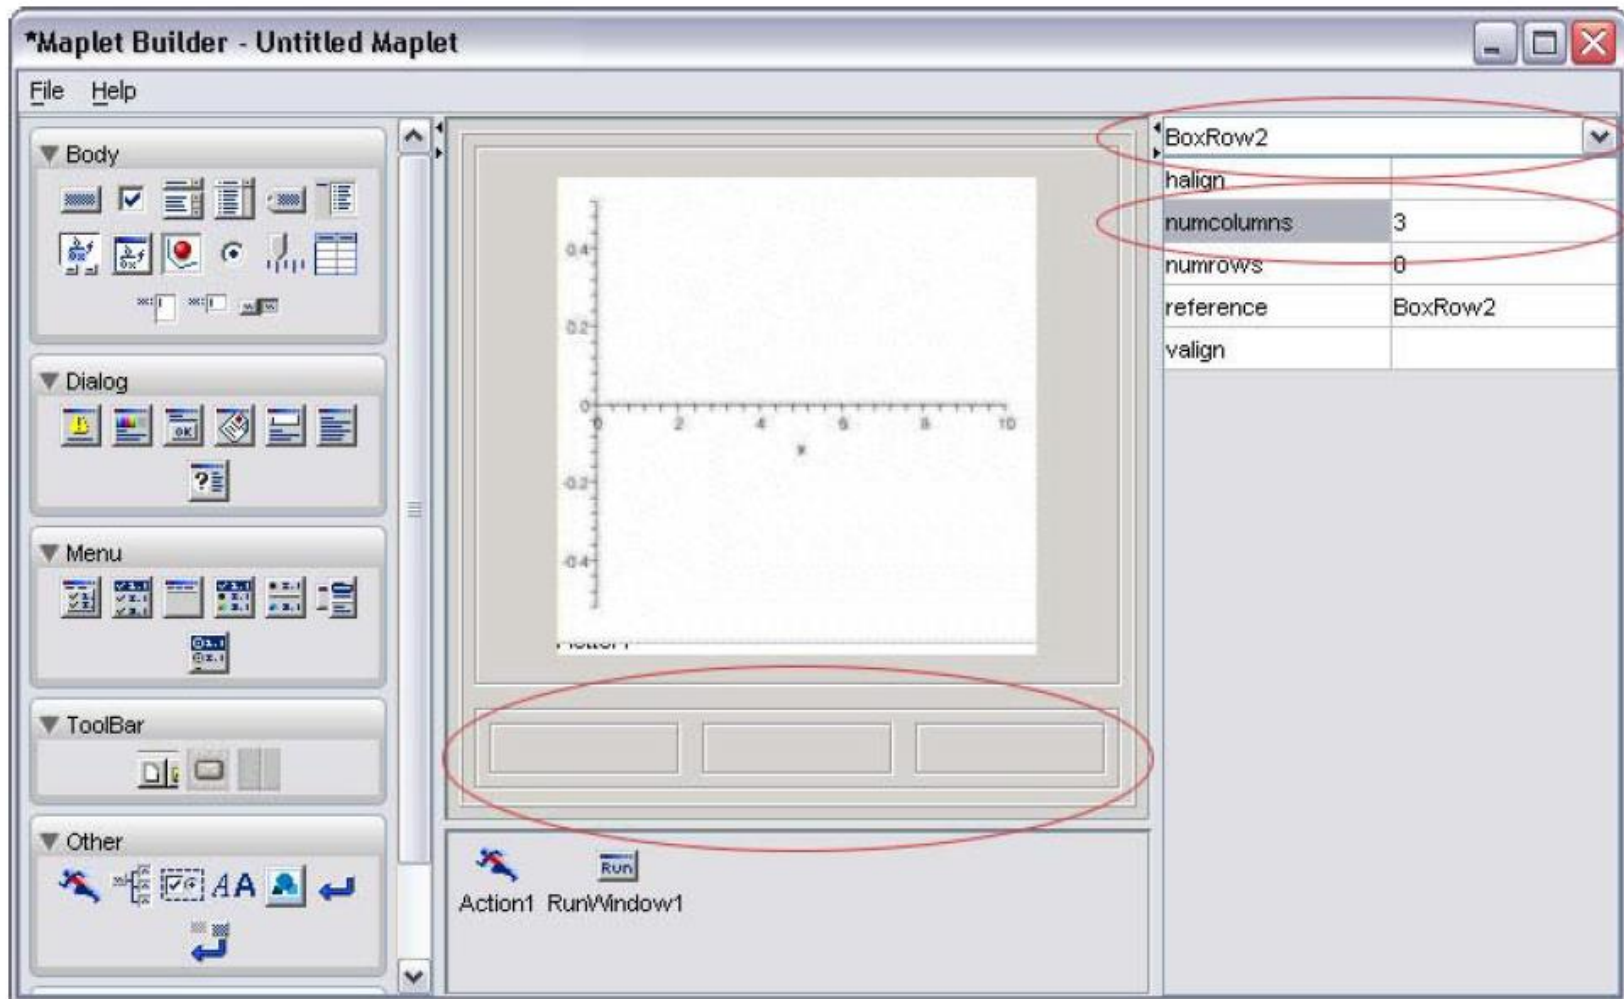 *Maplet Builder - Untitled Maplet
File Help
Body
Dialog
Menu
ToolBar
Other
0.4
0.2
0
0 2 4 6 8 10
x
-0.2
-0.4
Action1 RunWindow1
Run
OK
BoxRow2
halign
numcolumns 3
numrows 0
reference BoxRow2
valign